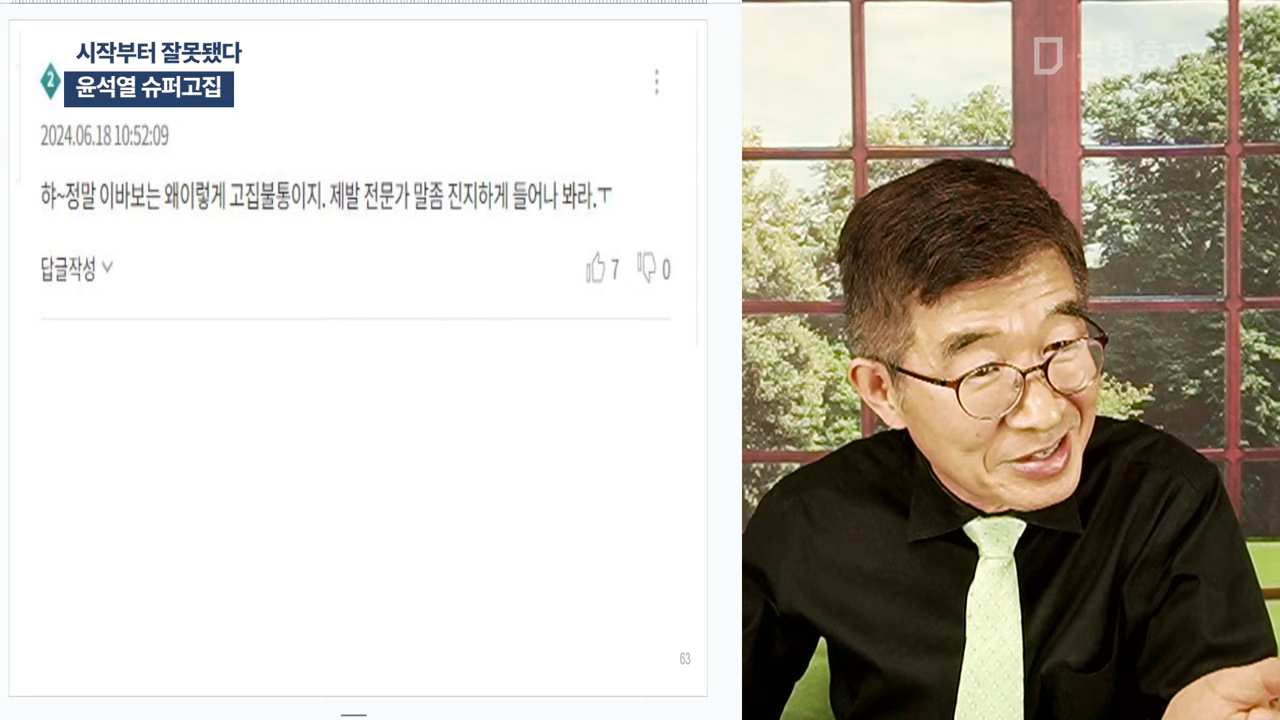 시작부터 잘못됐다
윤석열 슈퍼고집
2
2024.06.18 10:52:09
햐~정말 이바보는 왜이렇게 고집불통이지. 제발 전문가 말좀 진지하게 들어나 봐라.ㅜ
답글작성
7
0
63